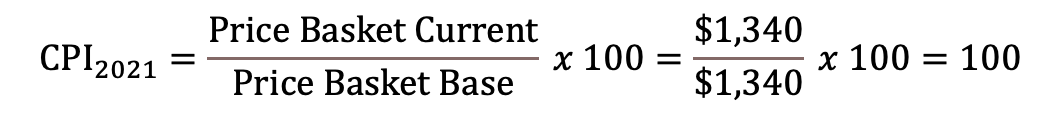 CPI₂₀₂₁ = Price Basket Current / Price Basket Base x 100 = $1,340 / $1,340 x 100 = 100